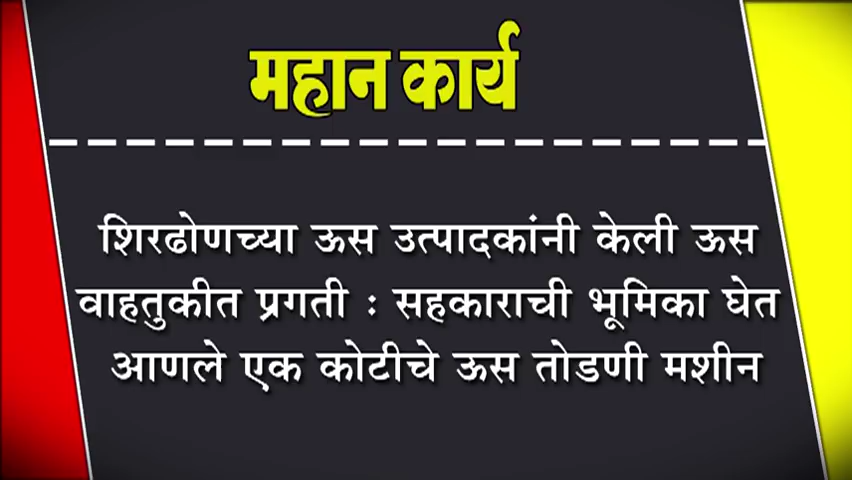 महान कार्य
शिरढोणच्या ऊस उत्पादकांनी केली ऊस
वाहतुकीत प्रगती : सहकाराची भूमिका घेत
आणले एक कोटीचे ऊस तोडणी मशीन